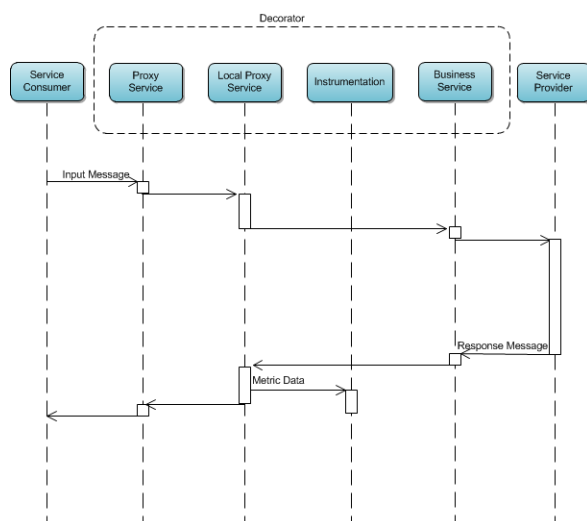 Decorator
Service
Consumer
Proxy
Service
Local Proxy
Service
Instrumentation
Business
Service
Service
Provider
Input Message
Response Message
Metric Data